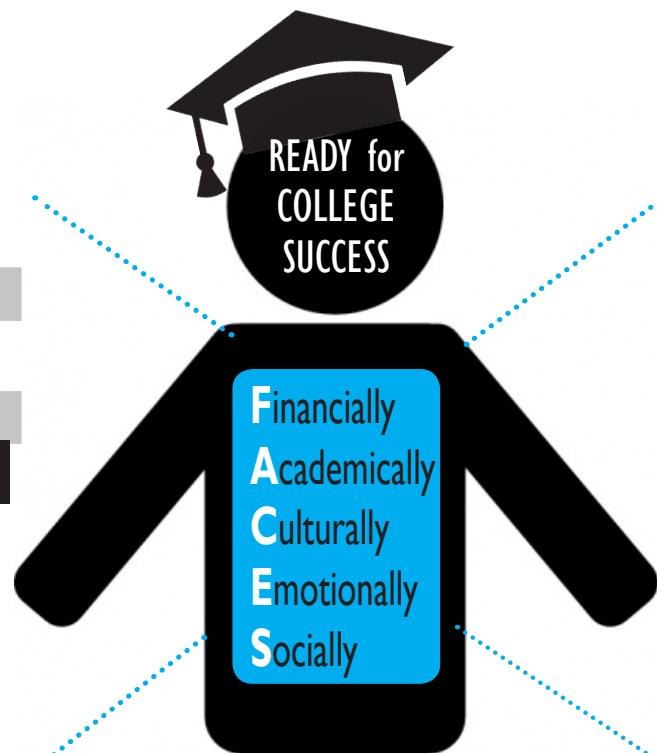 READY for
COLLEGE
SUCCESS
Financially
Academically
Culturally
Emotionally
Socially